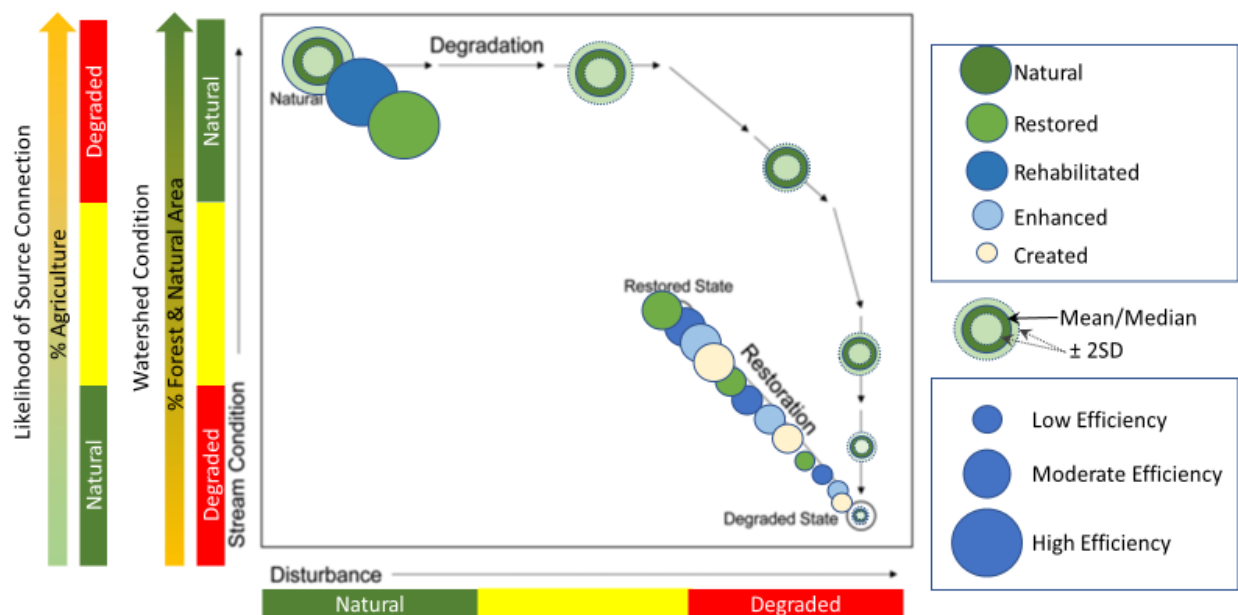 Likelihood of Source Connection
% Agriculture
Degraded
Natural
Watershed Condition
% Forest & Natural Area
Natural
Degraded
Stream Condition
Degradation
Natural
Restored State
Restoration
Degraded State
Disturbance
Natural
Degraded
Natural
Restored
Rehabilitated
Enhanced
Created
Mean/Median
± 2SD
Low Efficiency
Moderate Efficiency
High Efficiency